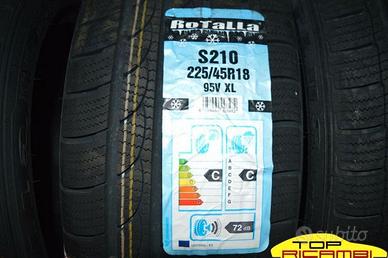 RoTaLLa
S210
225/45R18
95V XL
A
B
C
D
E
F
G
C
A
B
C
D
E
F
G
C
72 dB
subito
TOP
RICAMBI